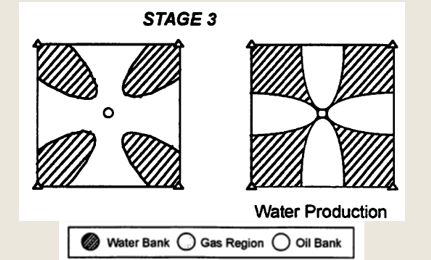 STAGE 3
Water Production
Water Bank Gas Region Oil Bank